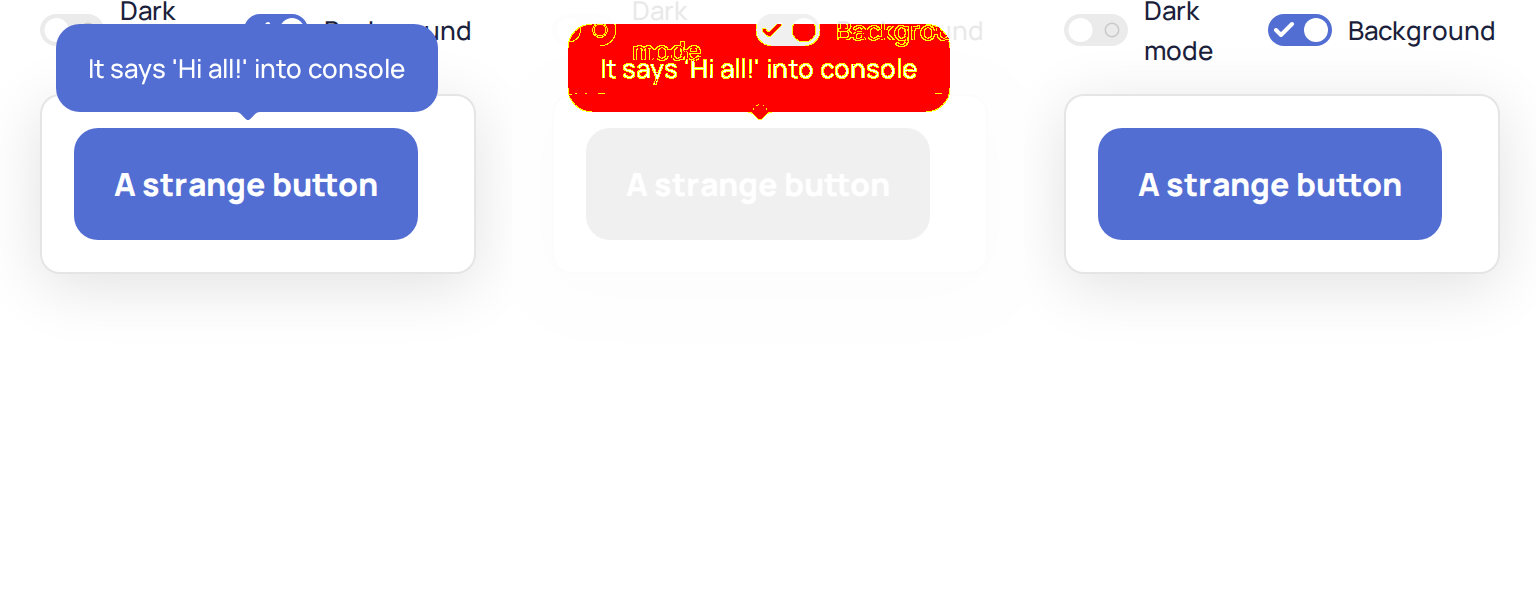 Dark
Background
It says 'Hi all!' into console
A strange button
Dark
mode
Background
It says 'Hi all!' into console
A strange button
Dark
mode
Background
A strange button